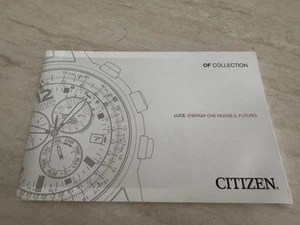 OF COLLECTION
LUCE. ENERGIA CHE MUOVE IL FUTURO.
CITIZEN